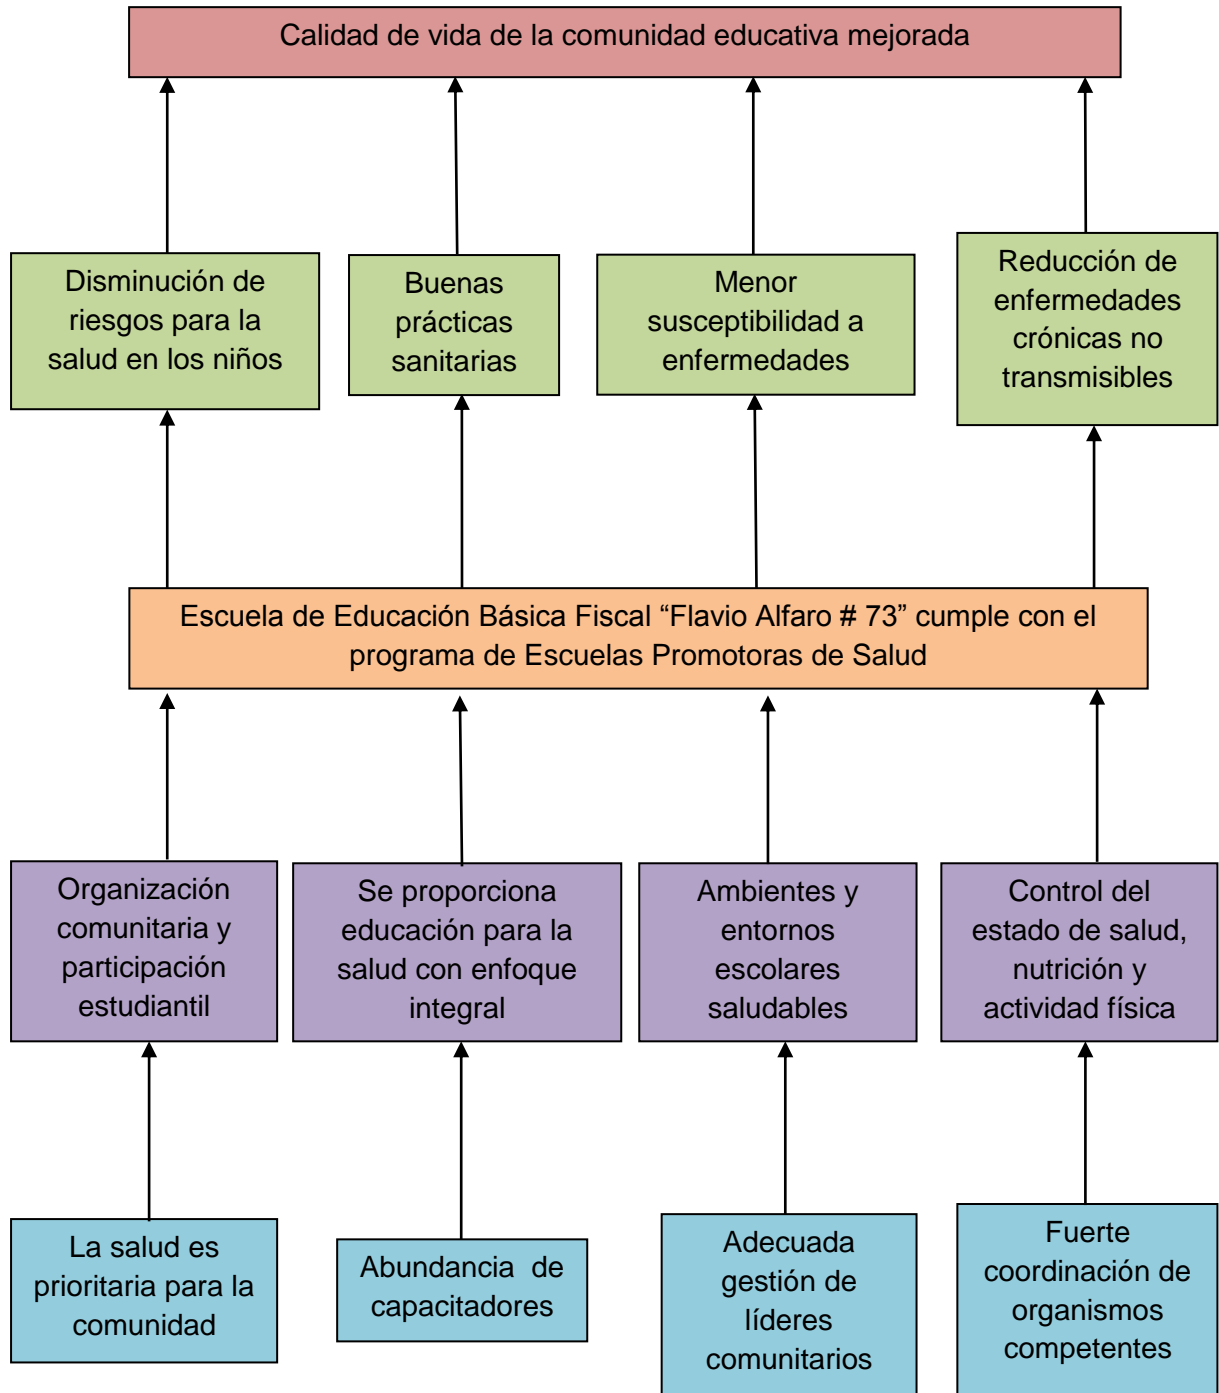 Calidad de vida de la comunidad educativa mejorada
Disminución de
riesgos para la
salud en los niños
Buenas
prácticas
sanitarias
Menor
susceptibilidad a
enfermedades
Reducción de
enfermedades
crónicas no
transmisibles
Escuela de Educación Básica Fiscal “Flavio Alfaro # 73” cumple con el
programa de Escuelas Promotoras de Salud
Organización
comunitaria y
participación
estudiantil
Se proporciona
educación para la
salud con enfoque
integral
Ambientes y
entornos
escolares
saludables
Control del
estado de salud,
nutrición y
actividad física
La salud es
prioritaria para la
comunidad
Abundancia  de
capacitadores
Adecuada
gestión de
líderes
comunitarios
Fuerte
coordinación de
organismos
competentes